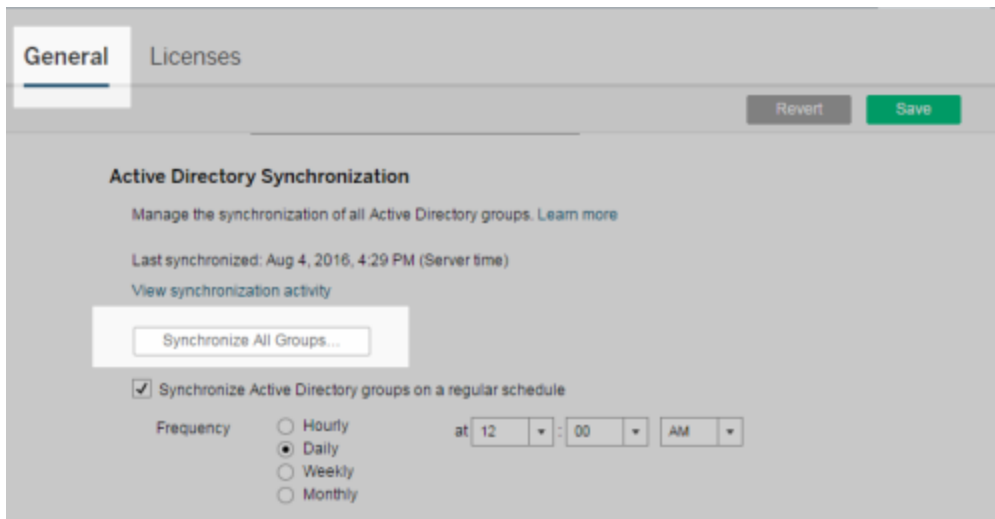 General Licenses
Revert Save
Active Directory Synchronization
Manage the synchronization of all Active Directory groups. Learn more
Last synchronized: Aug 4, 2016, 4:29 PM (Server time)
View synchronization activity
Synchronize All Groups...
Synchronize Active Directory groups on a regular schedule
Frequency Hourly at 12 : 00 AM
Daily
Weekly
Monthly